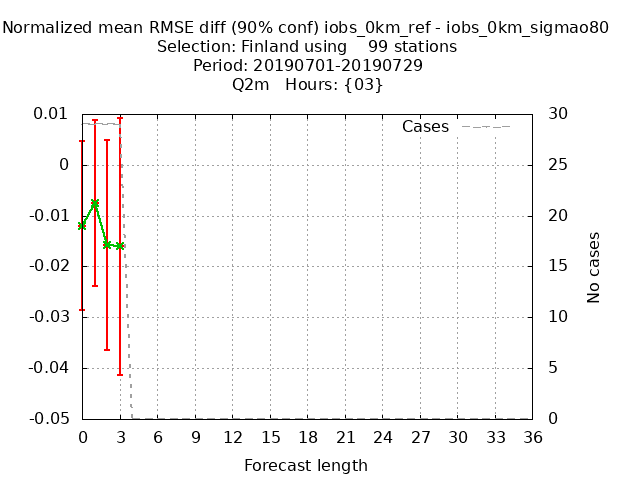 Normalized mean RMSE diff (90% conf) iobs_0km_ref - iobs_0km_sigmao80
Selection: Finland using    99 stations
Period: 20190701-20190729
Q2m   Hours: {03}
0.01
0
-0.01
-0.02
-0.03
-0.04
-0.05
Cases
30
25
20
15
10
5
0
No cases
0 3 6 9 12 15 18 21 24 27 30 33 36
Forecast length